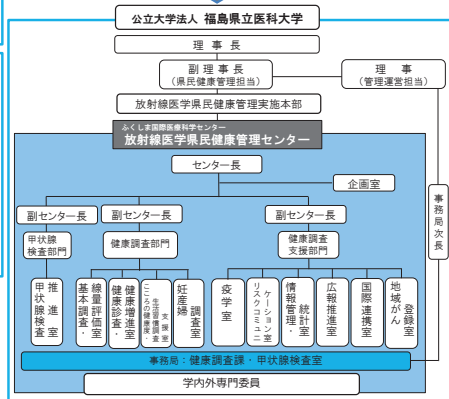 公立大学法人 福島県立医科大学
理事長
副理事長
(県民健康管理担当)
理事
(管理運営担当)
放射線医学県民健康管理実施本部
ふくしま国際医療科学センター
放射線医学県民健康管理センター
センター長
企画室
事務局次長
副センター長
副センター長
副センター長
甲状腺
検査部門
健康調査部門
健康調査
支援部門
甲状腺検査
推進室
基本調査・
線量評価室
健康診査・
健康増進室
こころの健康度・
生活習慣調査
支援室
妊産婦
調査室
疫学室
リスクコミュニ
ケーション室
情報管理・
統計室
広報推進室
国際連携室
地域がん
登録室
事務局:健康調査課・甲状腺検査室
学内外専門委員